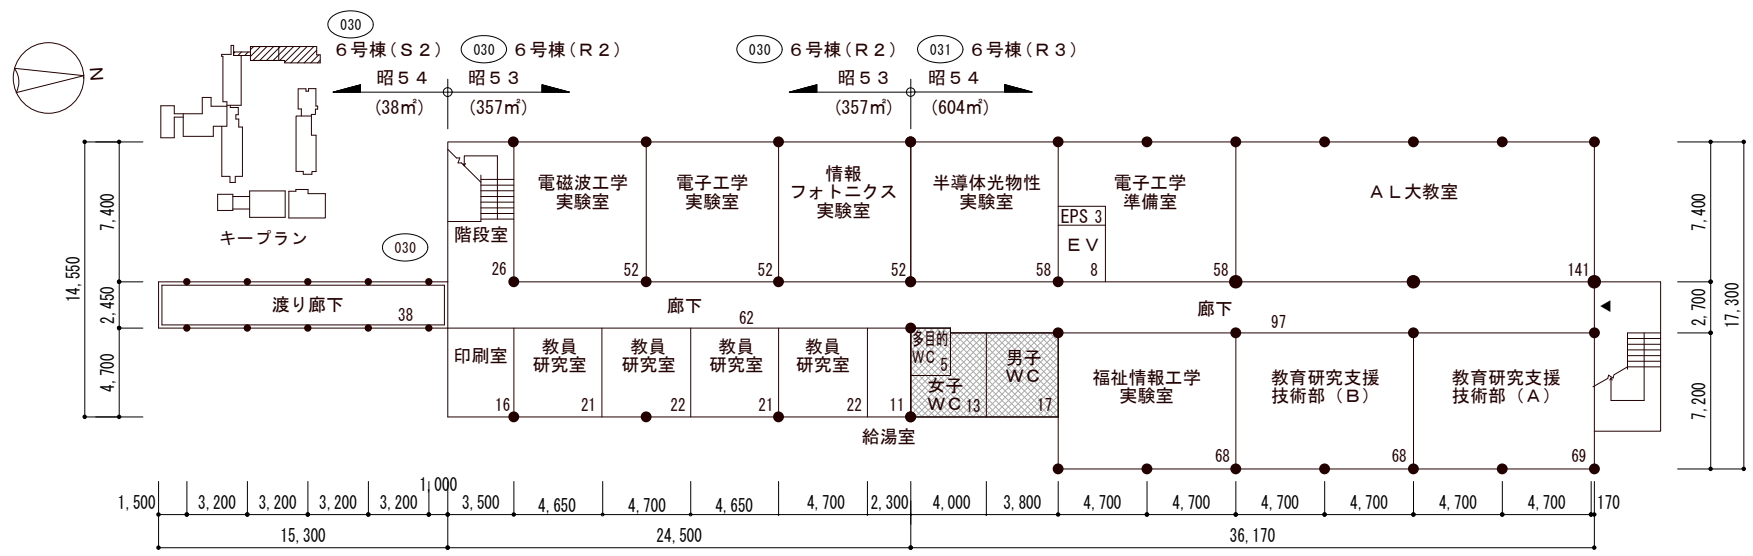 030
6号棟(S2)
030 6号棟(R2)
030 6号棟(R2)
031 6号棟(R3)
昭54
昭53
昭53
昭54
(38㎡)
(357㎡)
(357㎡)
(604㎡)
N
キープラン
030
14,550
7,400
2,450
4,700
階段室
26
電磁波工学
実験室
52
電子工学
実験室
52
情報
フォトニクス
実験室
52
半導体光物性
実験室
58
電子工学
準備室
58
EPS 3
EV
8
AL大教室
141
渡り廊下
38
廊下
62
廊下
97
印刷室
16
教員
研究室
21
教員
研究室
22
教員
研究室
21
教員
研究室
22
11
給湯室
多目的
WC 5
女子
WC 13
男子
WC
17
福祉情報工学
実験室
68
教育研究支援
技術部(B)
68
教育研究支援
技術部(A)
69
7,400
2,700
7,200
17,300
1,500
3,200
3,200
3,200
3,200
1,000
3,500
4,650
4,700
4,650
4,700
2,300
4,000
3,800
4,700
4,700
4,700
4,700
4,700
4,700
170
15,300
24,500
36,170